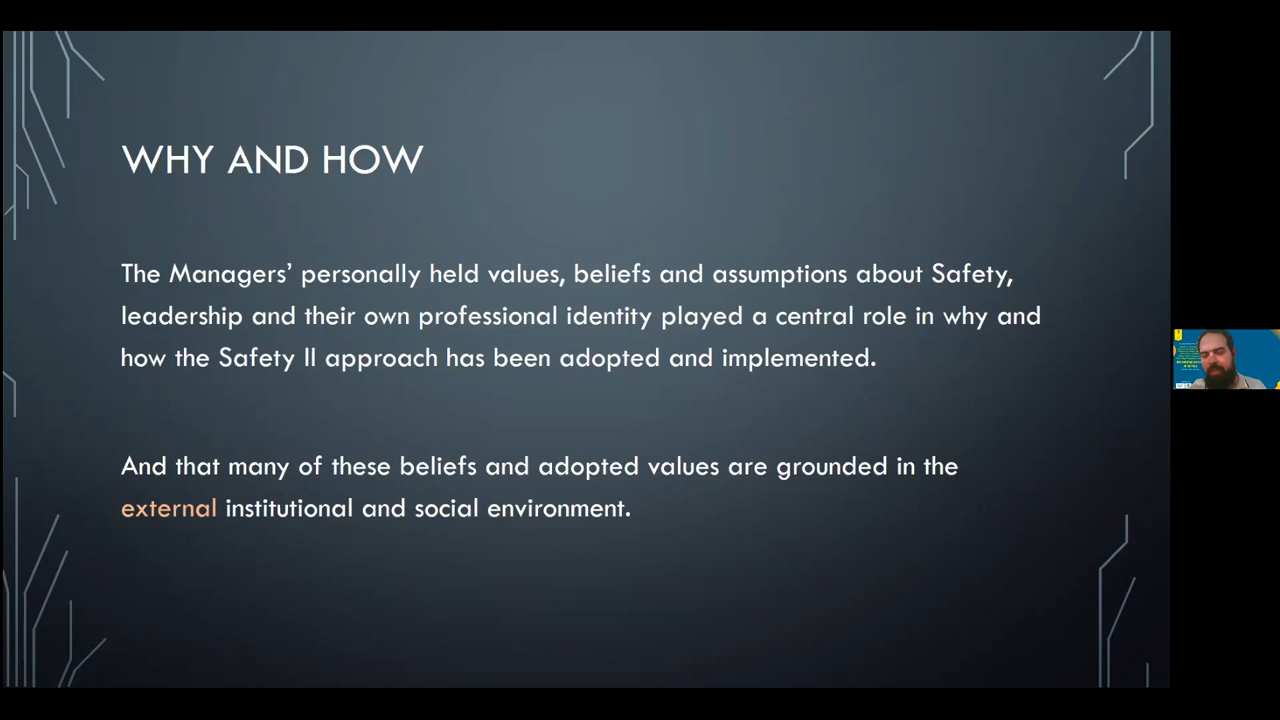 WHY AND HOW
The Managers’ personally held values, beliefs and assumptions about Safety,
leadership and their own professional identity played a central role in why and
how the Safety II approach has been adopted and implemented.
And that many of these beliefs and adopted values are grounded in the
external institutional and social environment.